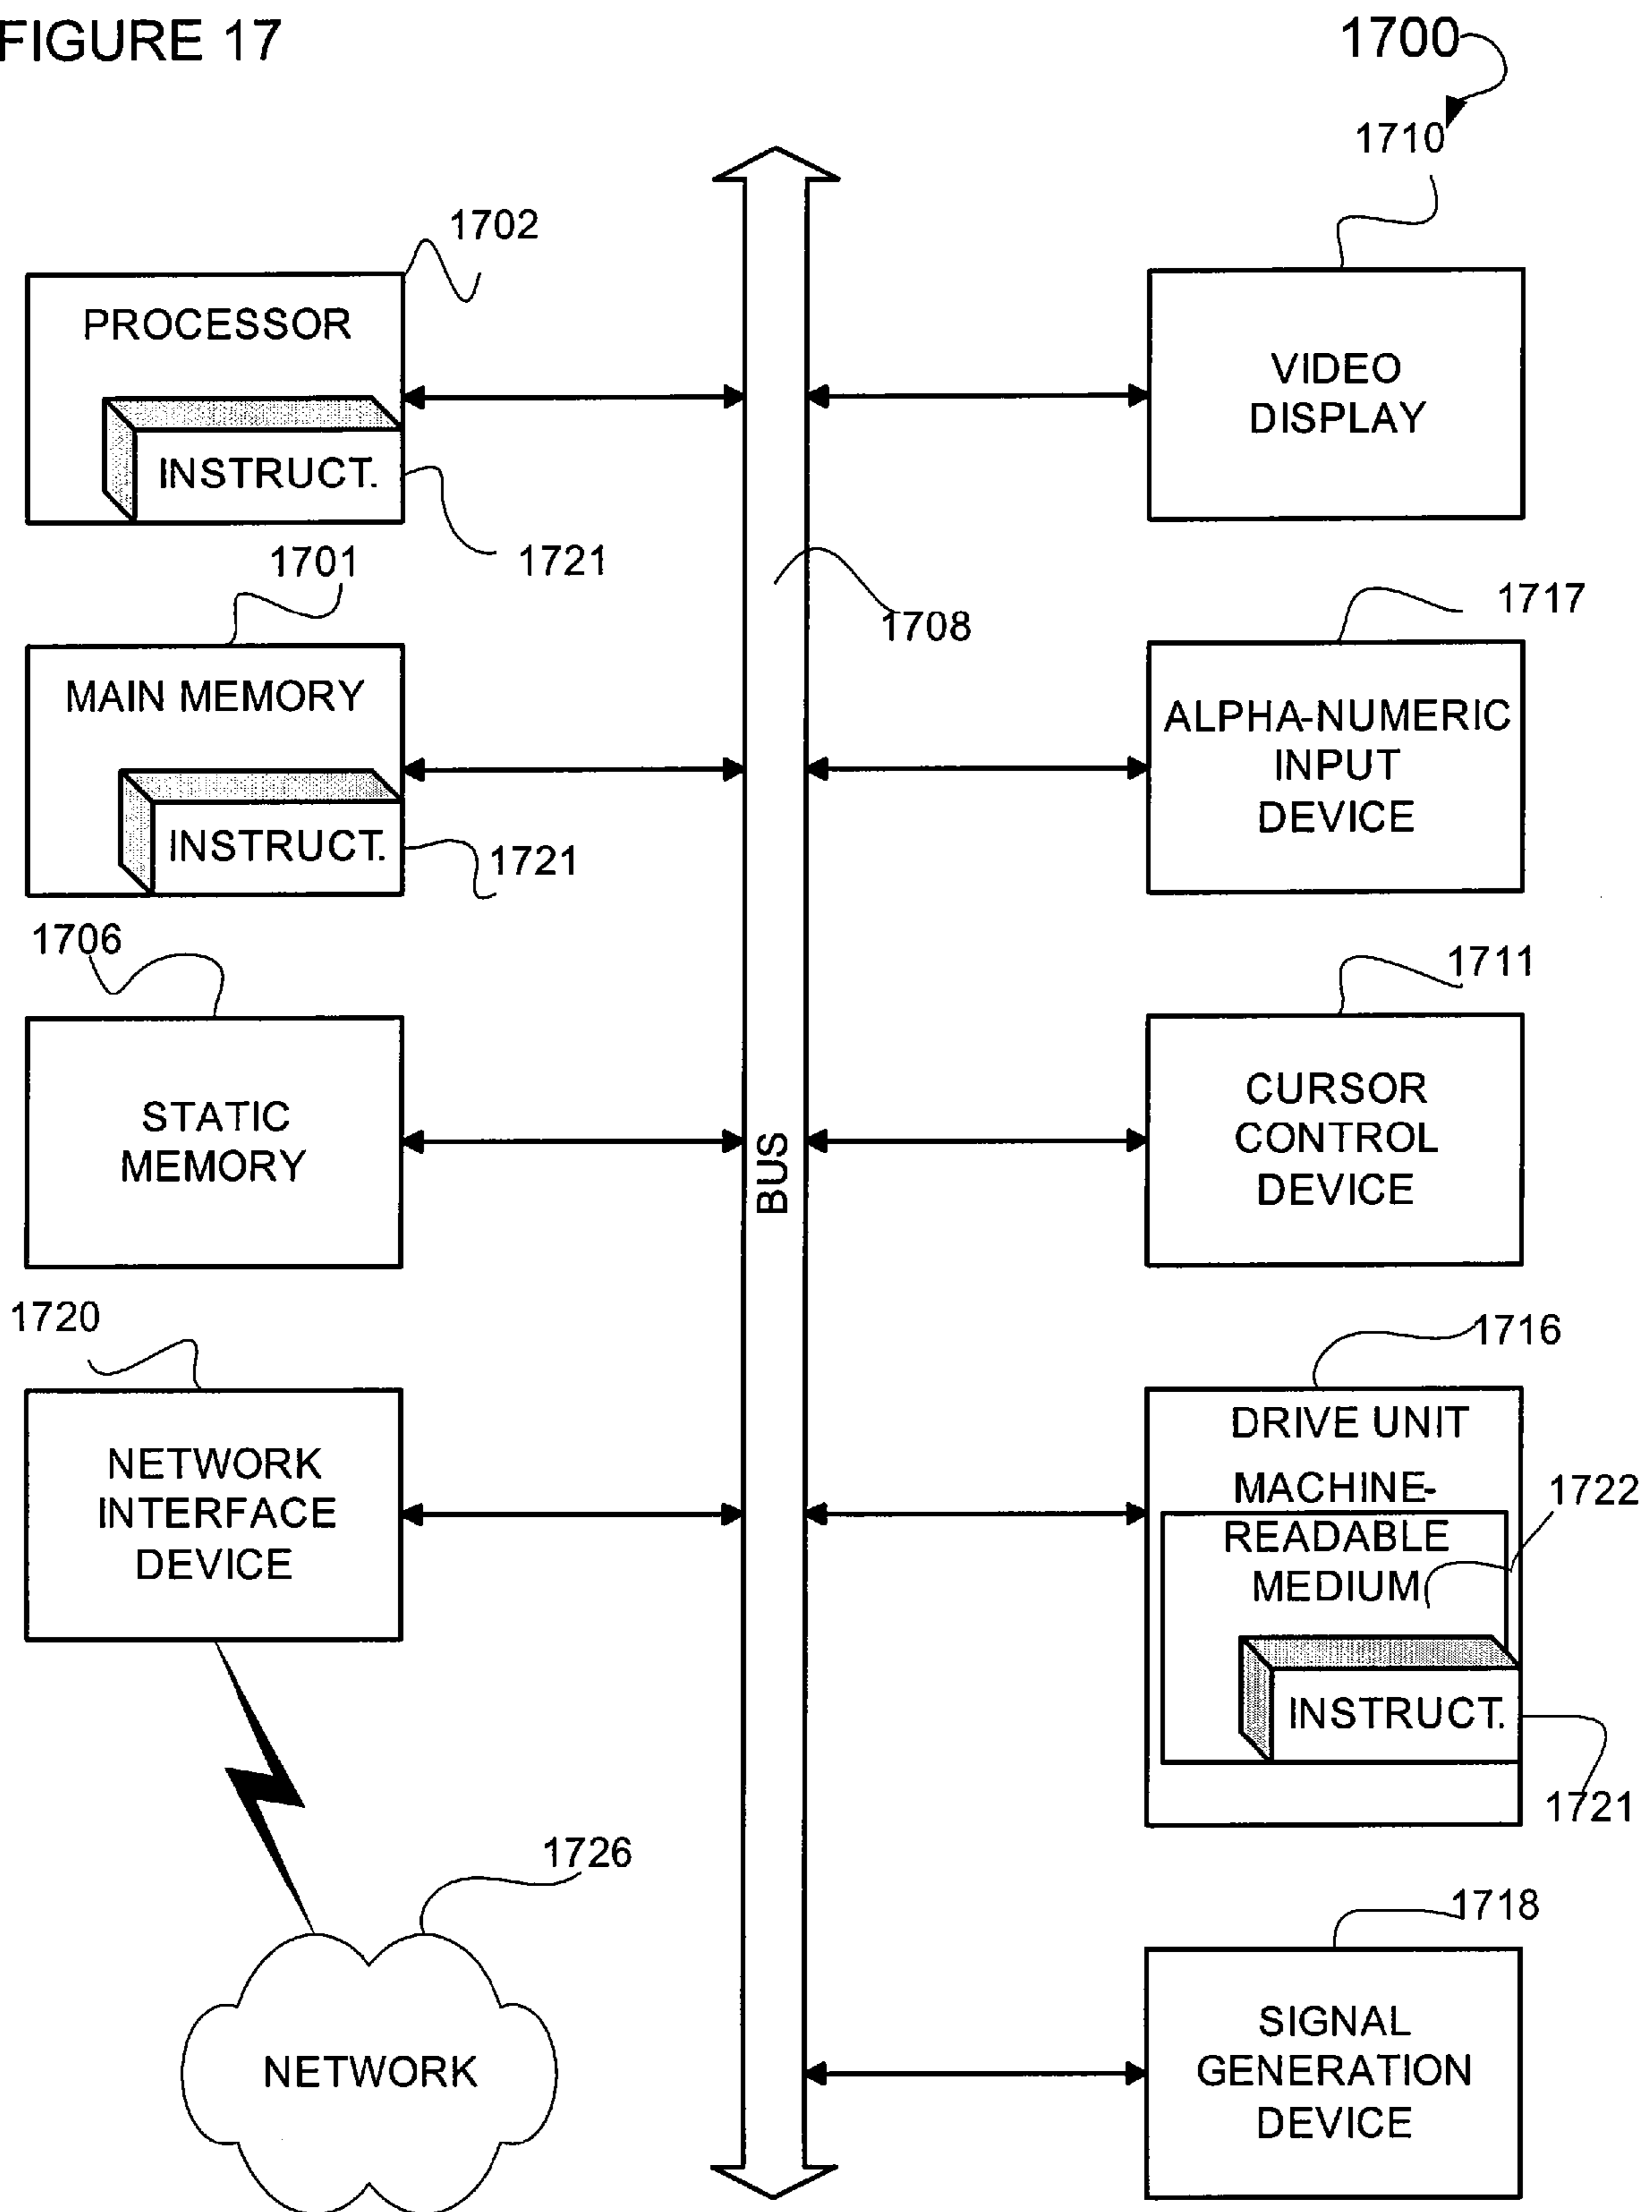 FIGURE 17
1700
1710
1702
PROCESSOR
INSTRUCT.
1721
1701
MAIN MEMORY
INSTRUCT.
1721
1706
STATIC
MEMORY
1720
NETWORK
INTERFACE
DEVICE
1726
NETWORK
BUS
1708
VIDEO
DISPLAY
1717
ALPHA-NUMERIC
INPUT
DEVICE
1711
CURSOR
CONTROL
DEVICE
1716
DRIVE UNIT
MACHINE-
READABLE
MEDIUM
1722
INSTRUCT.
1721
1718
SIGNAL
GENERATION
DEVICE